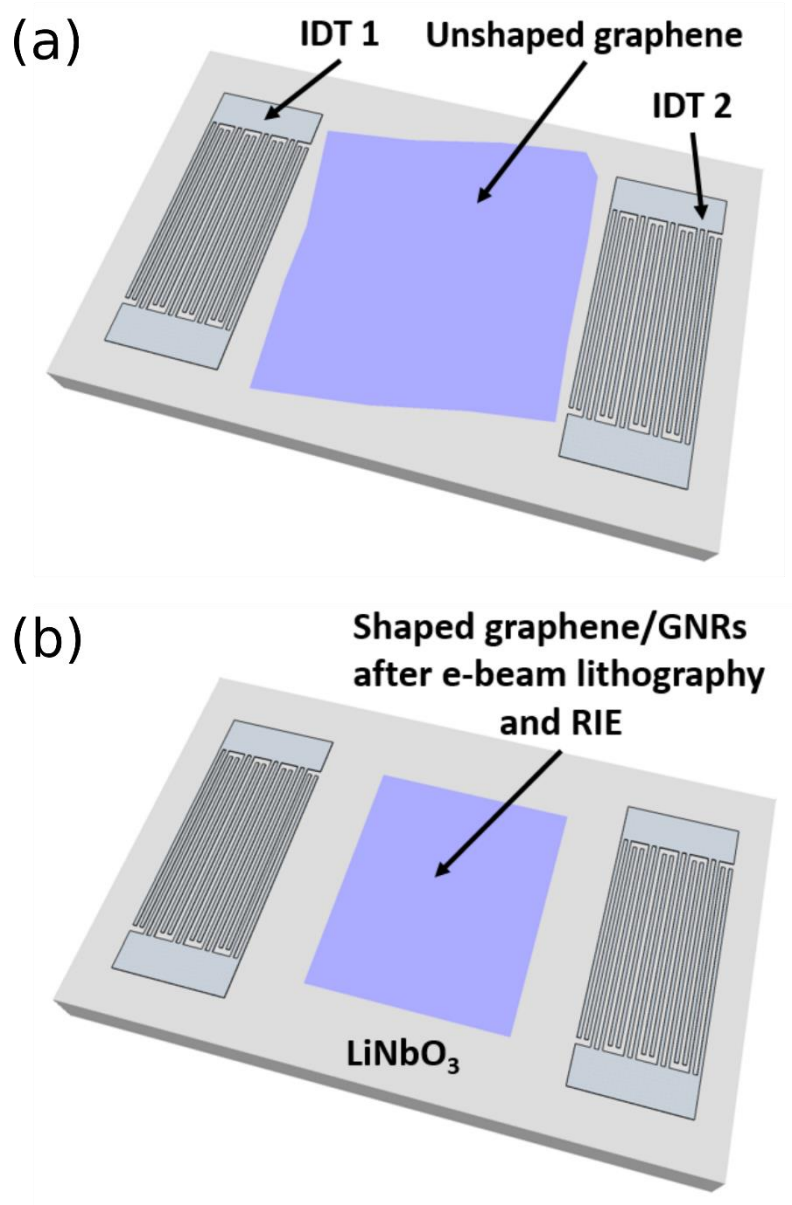 (a)
IDT 1
Unshaped graphene
IDT 2
(b)
Shaped graphene/GNRs
after e-beam lithography
and RIE
LiNbO₃